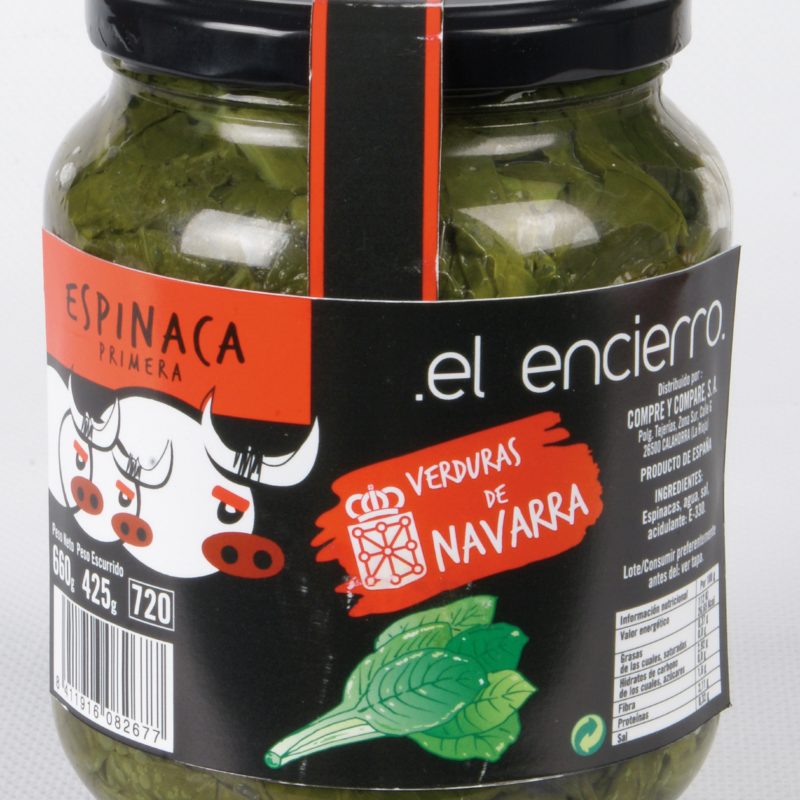 ESPINACA
PRIMERA
.el encierro.
VERDURAS
DE
NAVARRA
Peso Neto Peso Escurrido
660g 425g 720
8 411916 082677
Distribuido por:
COMPRE Y COMPARE, S.A.
Polg. Tejerías, Zona Sur, Calle 6
26500 CALAHORRA (La Rioja)
PRODUCTO DE ESPAÑA
INGREDIENTES:
Espinacas, agua, sal,
acidulante: E-330.
Lote/Consumir preferentemente
antes del: ver tapa.
Información nutricional
Valor energético
Grasas
de las cuales, saturadas
Hidratos de carbono
de los cuales, azúcares
Fibra
Proteínas
Sal